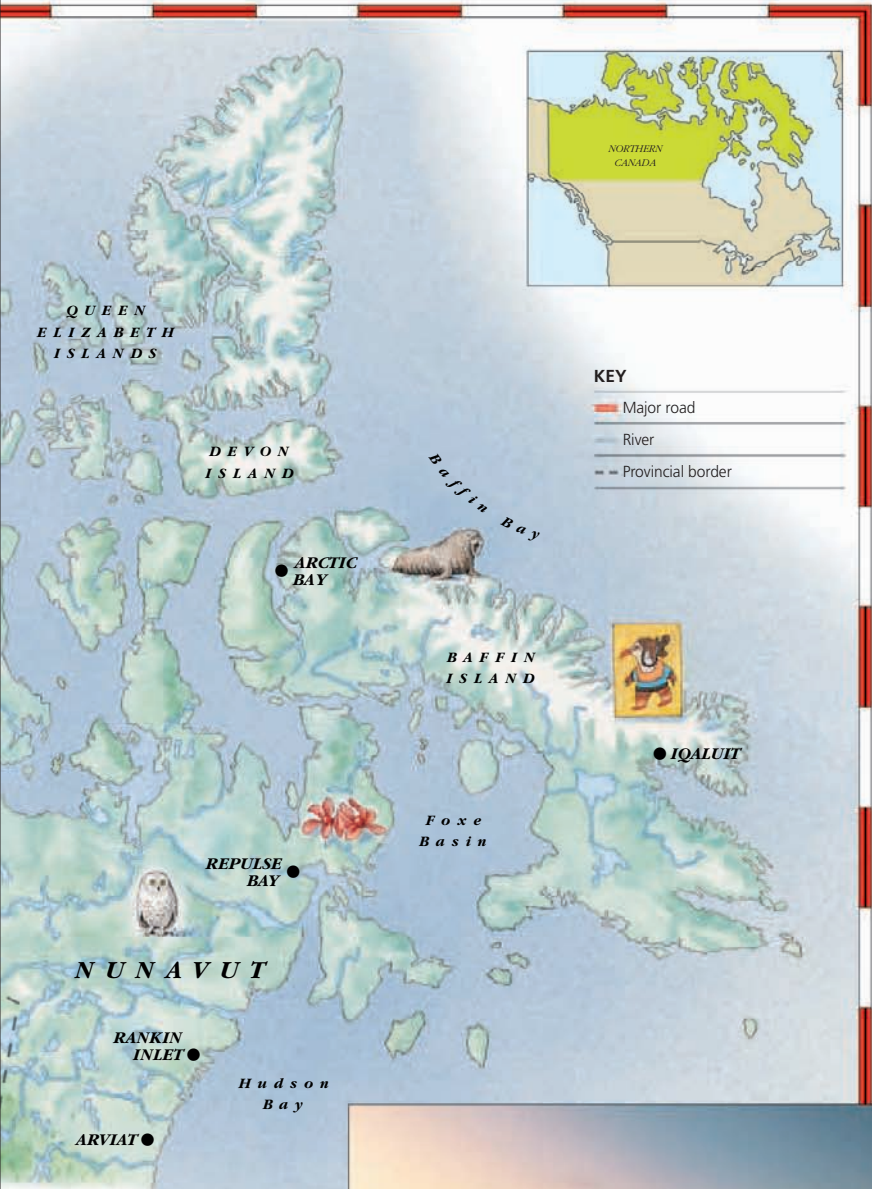 NORTHERN
CANADA
QUEEN
ELIZABETH
ISLANDS
KEY
Major road
River
Provincial border
DEVON
ISLAND
Baffin Bay
ARCTIC
BAY
BAFFIN
ISLAND
IQALUIT
Foxe
Basin
REPULSE
BAY
NUNAVUT
RANKIN
INLET
Hudson
Bay
ARVIAT